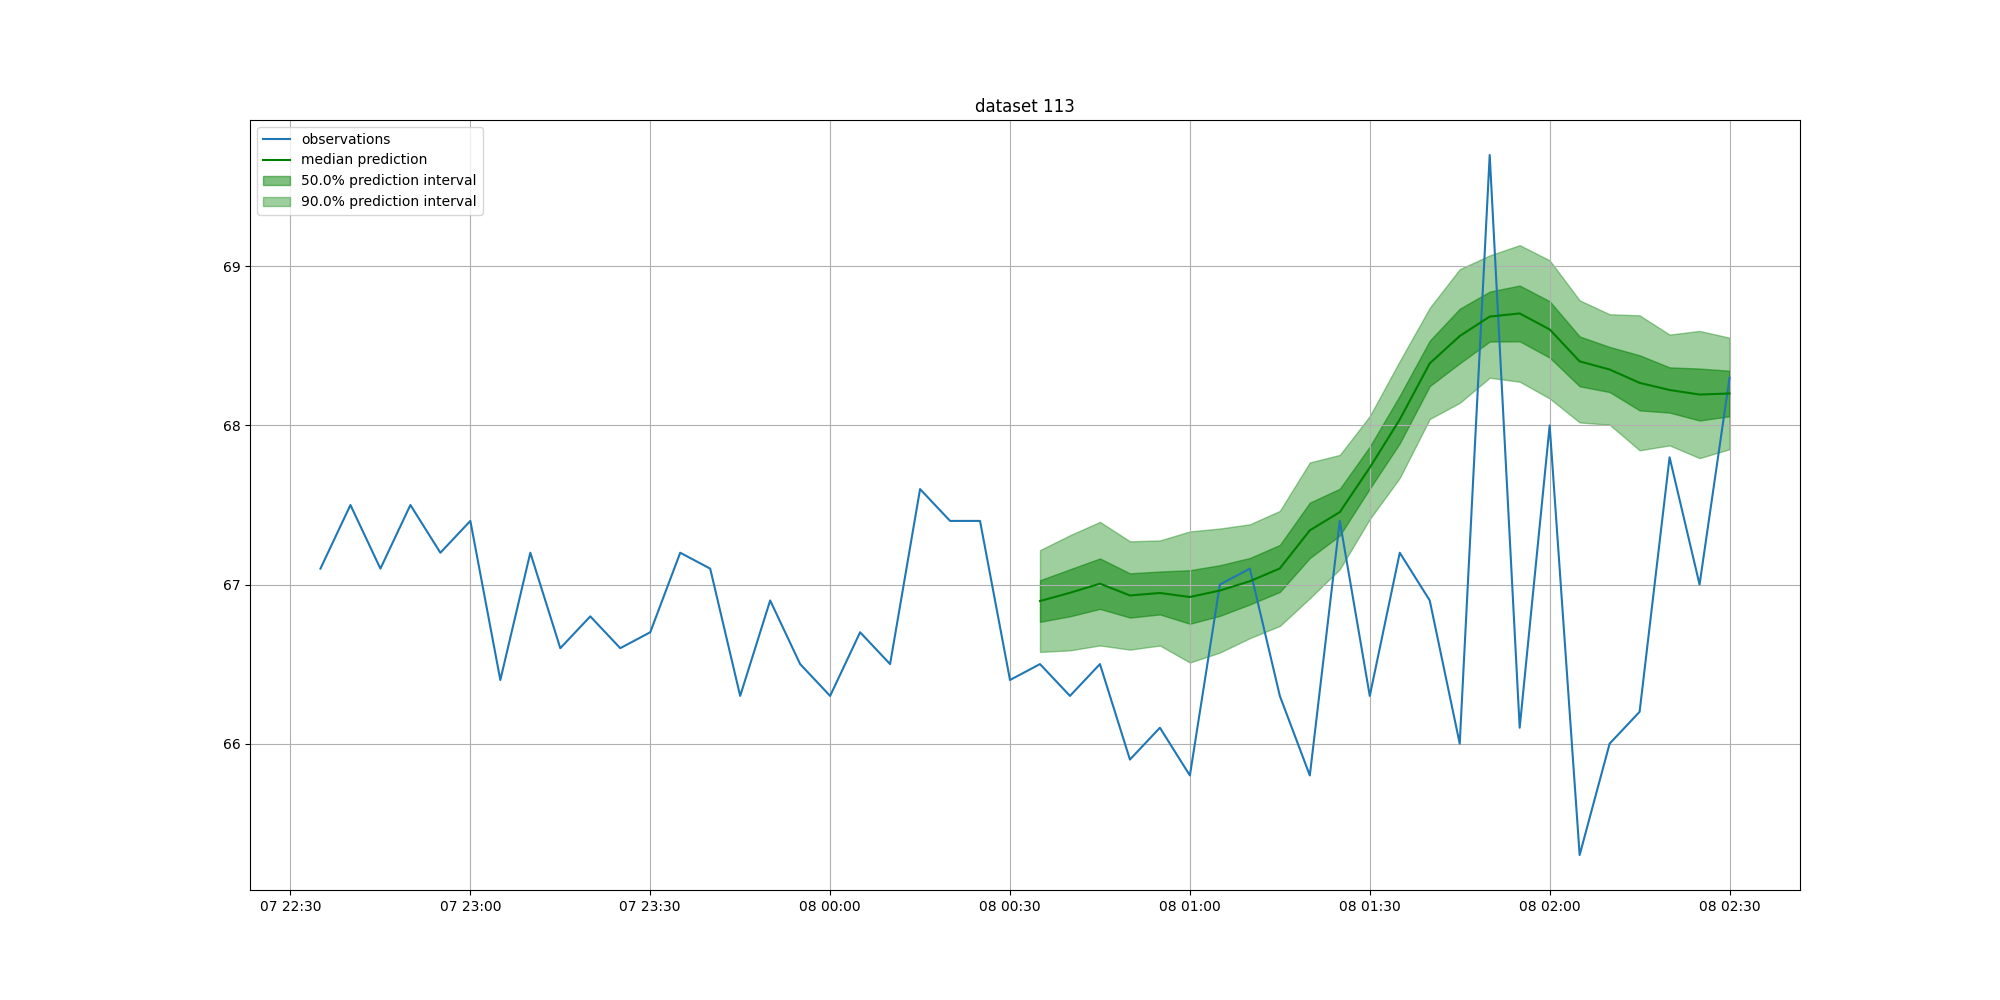 dataset 113
observations
median prediction
50.0% prediction interval
90.0% prediction interval
69
68
67
66
07 22:30
07 23:00
07 23:30
08 00:00
08 00:30
08 01:00
08 01:30
08 02:00
08 02:30